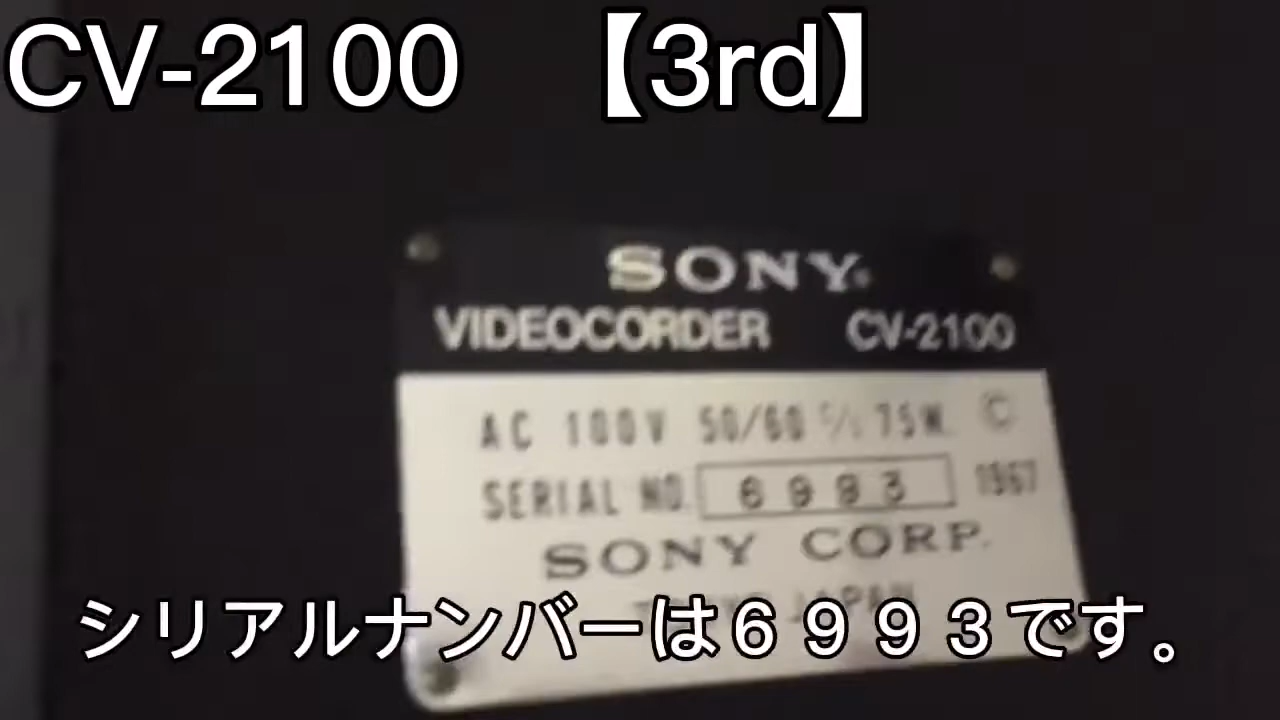 CV-2100 【3rd】
SONY
VIDEOCORDER CV-2100
AC 100V 50/60 75W. C
SERIAL NO. 6993 1967
SONY CORP.
JAPAN
シリアルナンバーは６９９３です。